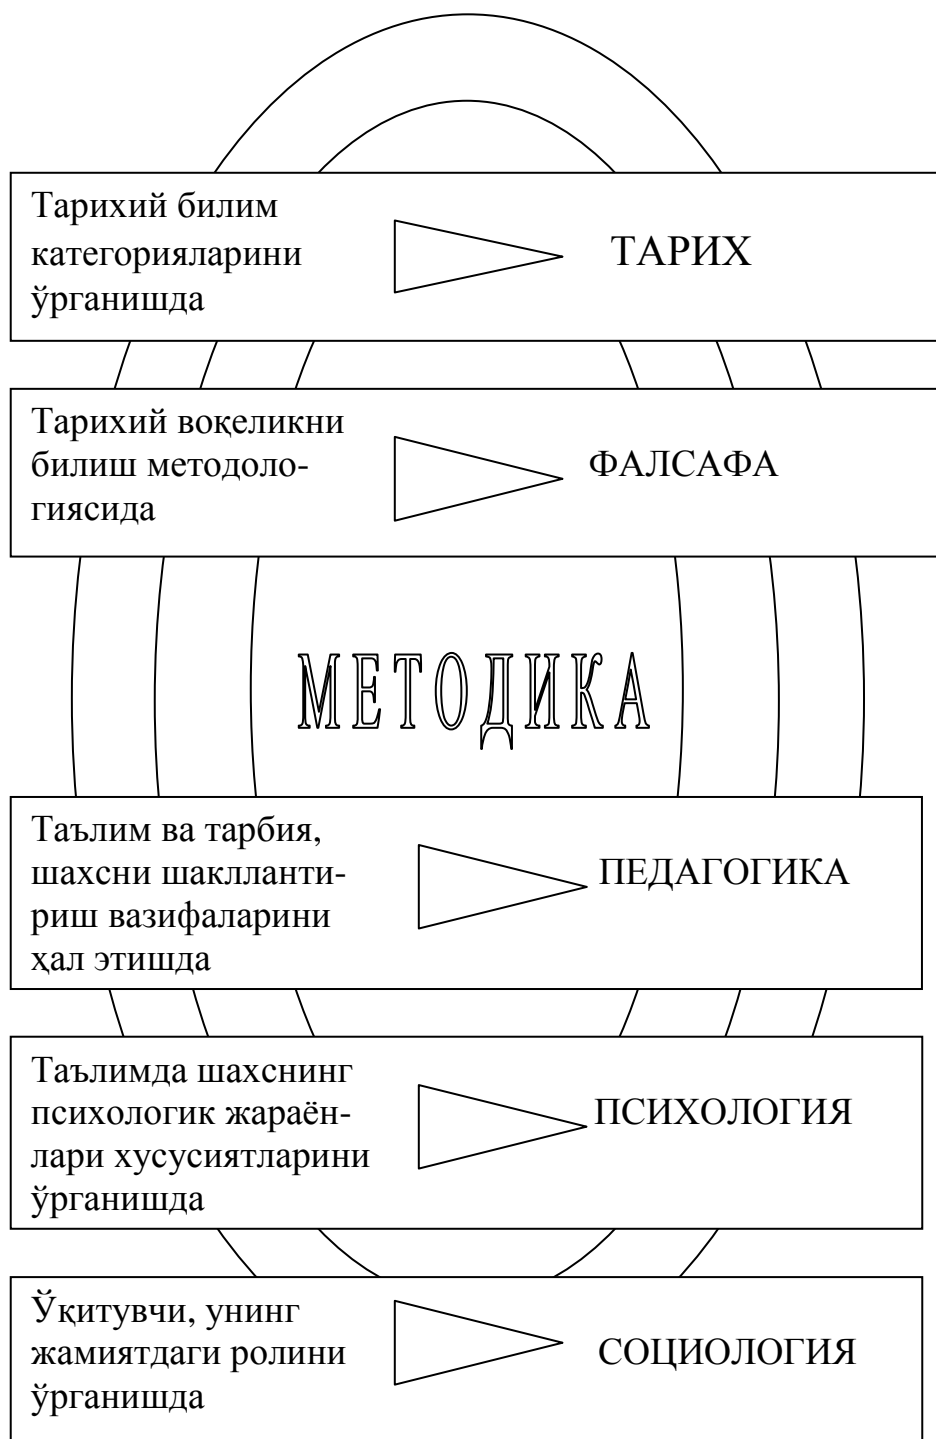 Тарихий билим
категорияларини
ўрганишда
ТАРИХ
Тарихий воқеликни
билиш методоло-
гиясида
ФАЛСАФА
МЕТОДИКА
Таълим ва тарбия,
шахсни шакллантириш-
риш вазифаларини
ҳал этишда
ПЕДАГОГИКА
Таълимда шахснинг
психологик жараён-
лари хусусиятларини
ўрганишда
ПСИХОЛОГИЯ
Ўқитувчи, унинг
жамиятдаги ролини
ўрганишда
СОЦИОЛОГИЯ